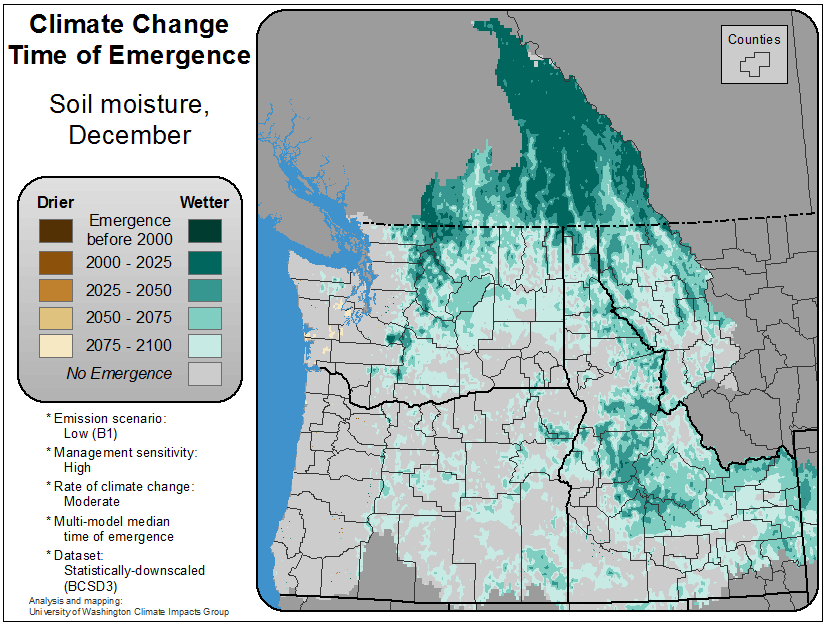 Climate Change
Time of Emergence
Soil moisture,
December
Drier
Wetter
Emergence
before 2000
2000 - 2025
2025 - 2050
2050 - 2075
2075 - 2100
No Emergence
* Emission scenario:
Low (B1)
* Management sensitivity:
High
* Rate of climate change:
Moderate
* Multi-model median
time of emergence
* Dataset:
Statistically-downscaled
(BCSD3)
Analysis and mapping:
University of Washington Climate Impacts Group
Counties